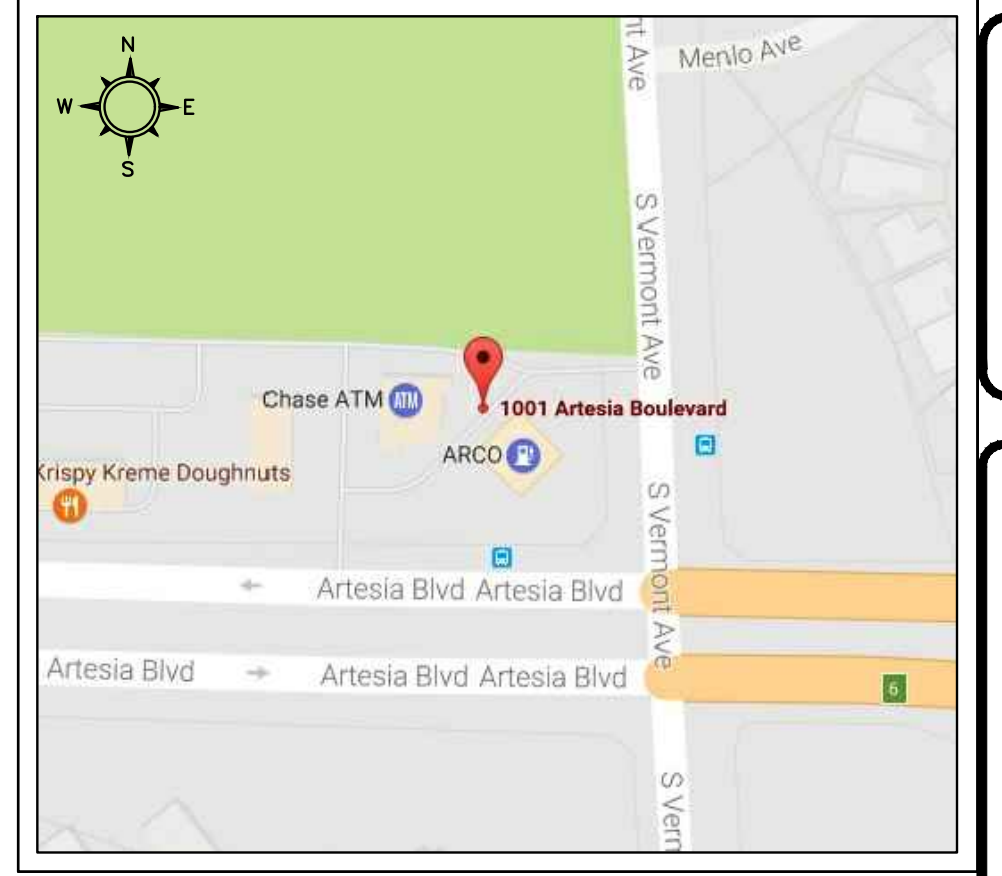 N
W E
S
nt Ave
Menlo Ave
S Vermont Ave
Chase ATM ATM
1001 Artesia Boulevard
ARCO
Krispy Kreme Doughnuts
S Vermont Ave
Artesia Blvd Artesia Blvd
Artesia Blvd Artesia Blvd Artesia Blvd
6
S Verm